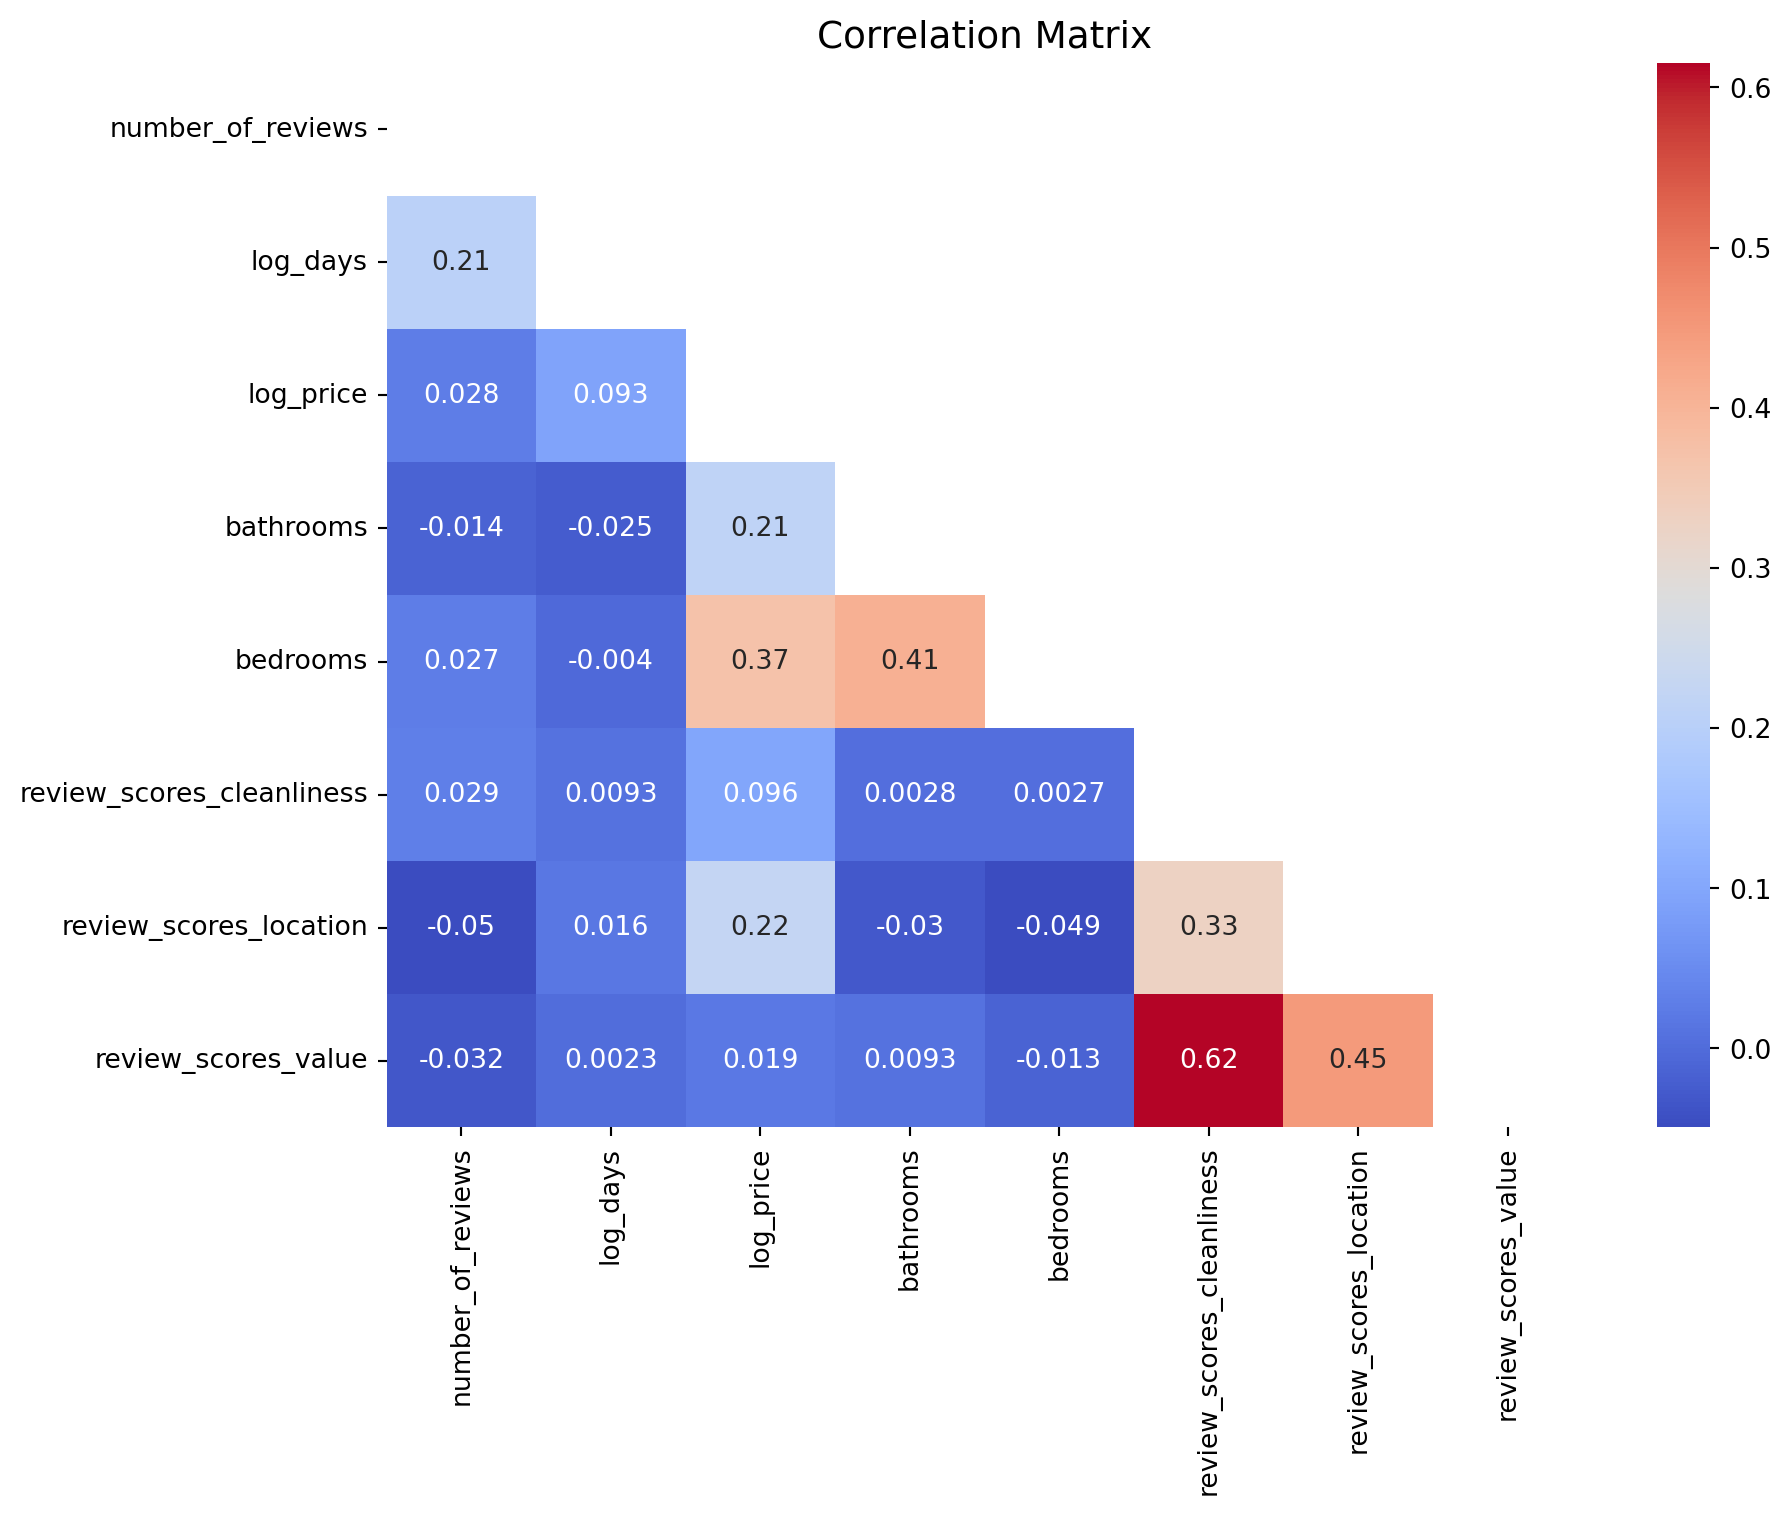 Correlation Matrix
number_of_reviews
log_days 0.21
log_price 0.028 0.093
bathrooms -0.014 -0.025 0.21
bedrooms 0.027 -0.004 0.37 0.41
review_scores_cleanliness 0.029 0.0093 0.096 0.0028 0.0027
review_scores_location -0.05 0.016 0.22 -0.03 -0.049 0.33
review_scores_value -0.032 0.0023 0.019 0.0093 -0.013 0.62 0.45
number_of_reviews
log_days
log_price
bathrooms
bedrooms
review_scores_cleanliness
review_scores_location
review_scores_value
0.6
0.5
0.4
0.3
0.2
0.1
0.0